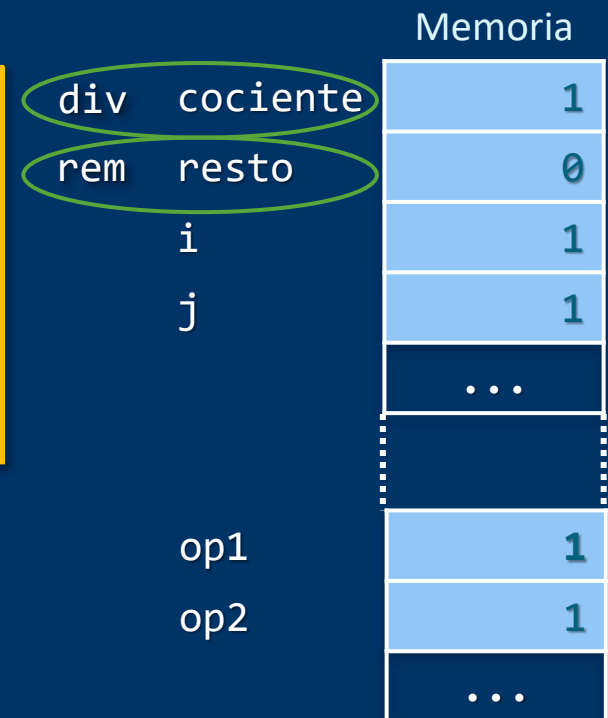 Memoria
div cociente 1
rem resto 0
i 1
j 1
...
op1 1
op2 1
...